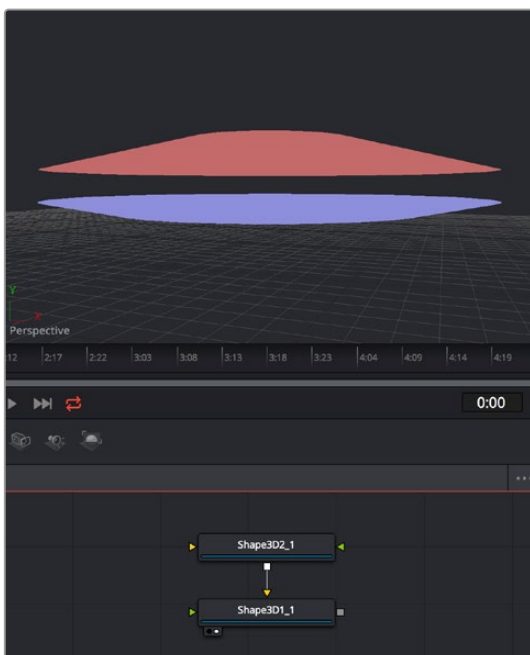 Y
X
Perspective
:12 2:17 2:22 3:03 3:08 3:13 3:18 3:23 4:04 4:09 4:14 4:19
0:00
Shape3D2_1
Shape3D1_1